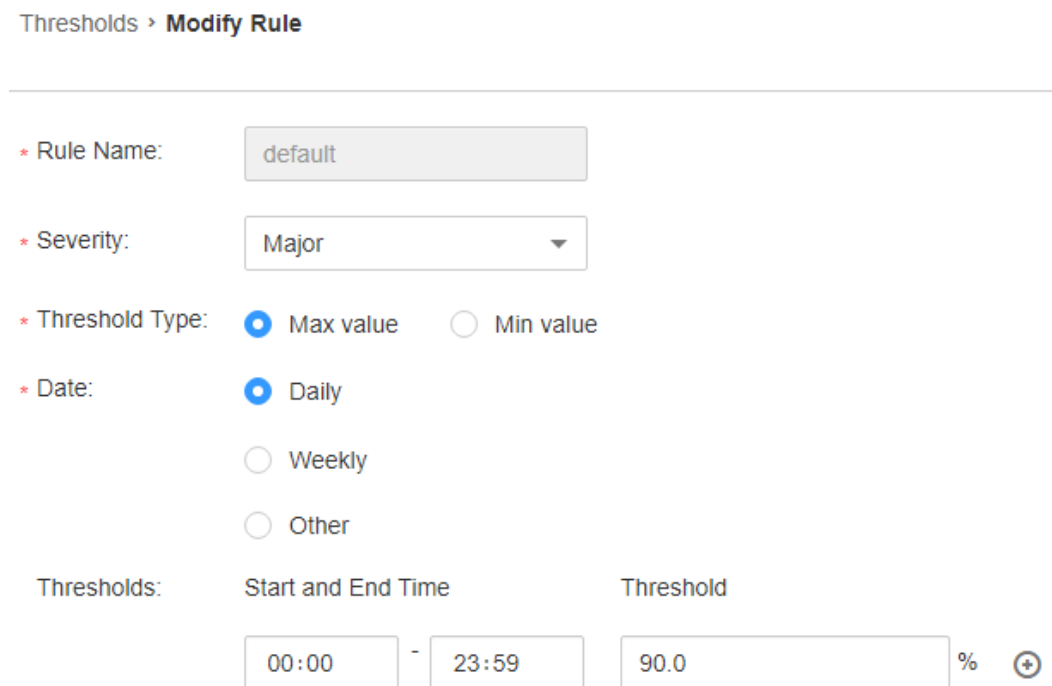 Thresholds > Modify Rule
* Rule Name: default
* Severity: Major
* Threshold Type: Max value Min value
* Date: Daily
Weekly
Other
Thresholds: Start and End Time Threshold
00:00 - 23:59 90.0 %